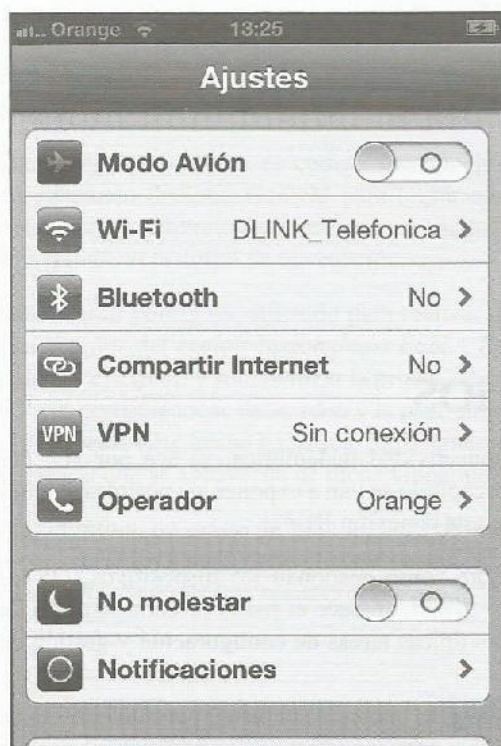 Orange 13:25
Ajustes
Modo Avión
Wi-Fi DLINK_Telefonica
Bluetooth No
Compartir Internet No
VPN VPN Sin conexión
Operador Orange
No molestar
Notificaciones